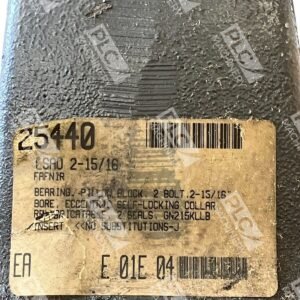 25440
LSAO 2-15/16
FAFNIR
BEARING, PILLOW BLOCK, 2 BOLT, 2-15/16"
BORE, ECCENTRIC SELF-LOCKING COLLAR
2 SEALS, GN215KLLB
INSERT, <<NO SUBSTITUTIONS-J
EA E 01E 04
PLC